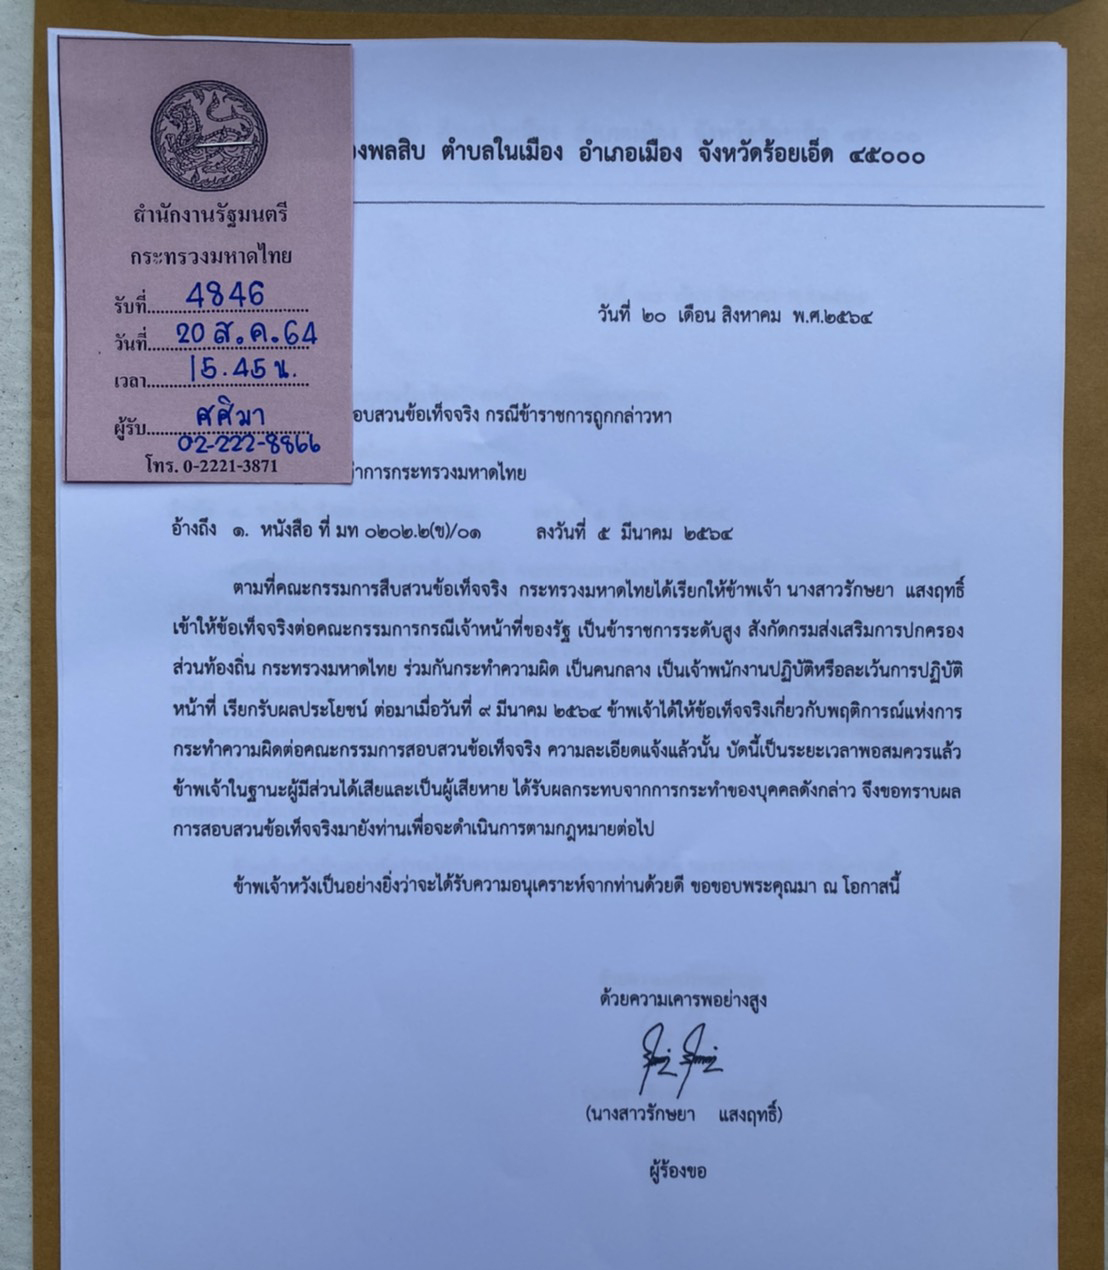 สำนักงานรัฐมนตรี
กระทรวงมหาดไทย
รับที่ 4846
วันที่ 20 ส.ค. 64
เวลา 15.45 น.
ผู้รับ ศศิมา
02-222-8866
โทร. 0-2221-3871
องพลสิบ ตำบลในเมือง อำเภอเมือง จังหวัดร้อยเอ็ด ๔๕๐๐๐
วันที่ ๒๐ เดือน สิงหาคม พ.ศ.๒๕๖๔
อบสวนข้อเท็จจริง กรณีข้าราชการถูกกล่าวหา
าการกระทรวงมหาดไทย
อ้างถึง ๑. หนังสือ ที่ มท ๐๒๐๒.๒(ข)/๐๑ ลงวันที่ ๕ มีนาคม ๒๕๖๔
ตามที่คณะกรรมการสืบสวนข้อเท็จจริง กระทรวงมหาดไทยได้เรียกให้ข้าพเจ้า นางสาวรักษยา แสงฤทธิ์
เข้าให้ข้อเท็จจริงต่อคณะกรรมการกรณีเจ้าหน้าที่ของรัฐ เป็นข้าราชการระดับสูง สังกัดกรมส่งเสริมการปกครอง
ส่วนท้องถิ่น กระทรวงมหาดไทย ร่วมกันกระทำความผิด เป็นคนกลาง เป็นเจ้าพนักงานปฏิบัติหรือละเว้นการปฏิบัติ
หน้าที่ เรียกรับผลประโยชน์ ต่อมาเมื่อวันที่ ๙ มีนาคม ๒๕๖๔ ข้าพเจ้าได้ให้ข้อเท็จจริงเกี่ยวกับพฤติการณ์แห่งการ
กระทำความผิดต่อคณะกรรมการสอบสวนข้อเท็จจริง ความละเอียดแจ้งแล้วนั้น บัดนี้เป็นระยะเวลาพอสมควรแล้ว
ข้าพเจ้าในฐานะผู้มีส่วนได้เสียและเป็นผู้เสียหาย ได้รับผลกระทบจากการกระทำของบุคคลดังกล่าว จึงขอทราบผล
การสอบสวนข้อเท็จจริงมายังท่านเพื่อจะดำเนินการตามกฎหมายต่อไป
ข้าพเจ้าหวังเป็นอย่างยิ่งว่าจะได้รับความอนุเคราะห์จากท่านด้วยดี ขอขอบพระคุณมา ณ โอกาสนี้
ด้วยความเคารพอย่างสูง
(นางสาวรักษยา แสงฤทธิ์)
ผู้ร้องขอ